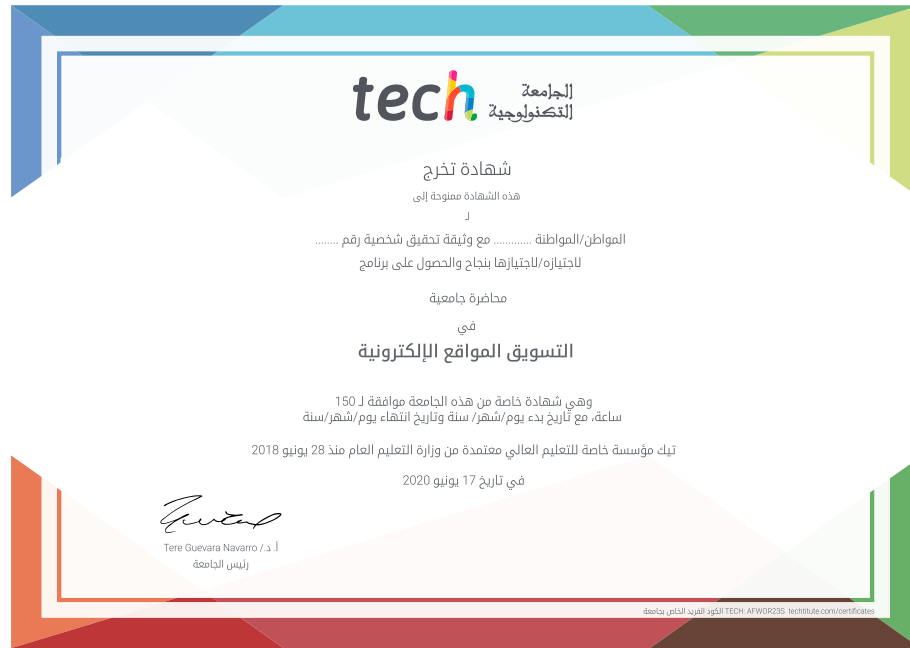 tech
الجامعة
التكنولوجية
شهادة تخرج
هذه الشهادة ممنوحة إلى
لـ
المواطن/المواطنة ............. مع وثيقة تحقيق شخصية رقم ........
لاجتيازه/لاجتيازها بنجاح والحصول على برنامج
محاضرة جامعية
في
التسويق المواقع الإلكترونية
وهي شهادة خاصة من هذه الجامعة موافقة لـ 150
ساعة، مع تاريخ بدء يوم/شهر/ سنة وتاريخ انتهاء يوم/شهر/سنة
تيك مؤسسة خاصة للتعليم العالي معتمدة من وزارة التعليم العام منذ 28 يونيو 2018
في تاريخ 17 يونيو 2020
أ. د./ Tere Guevara Navarro
رئيس الجامعة
الكود الفريد الخاص بجامعة TECH: AFWOR23S techtitute.com/certificates